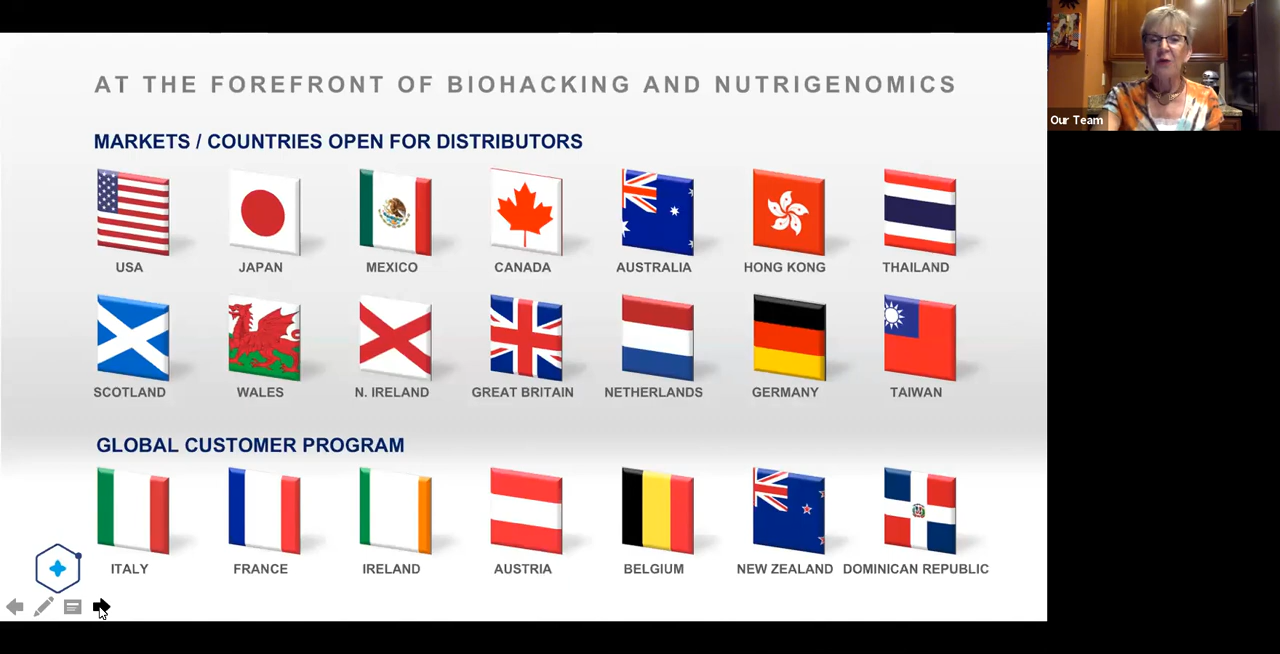 AT THE FOREFRONT OF BIOHACKING AND NUTRIGENOMICS
Our Team
MARKETS / COUNTRIES OPEN FOR DISTRIBUTORS
USA JAPAN MEXICO CANADA AUSTRALIA HONG KONG THAILAND
SCOTLAND WALES N. IRELAND GREAT BRITAIN NETHERLANDS GERMANY TAIWAN
GLOBAL CUSTOMER PROGRAM
ITALY FRANCE IRELAND AUSTRIA BELGIUM NEW ZEALAND DOMINICAN REPUBLIC